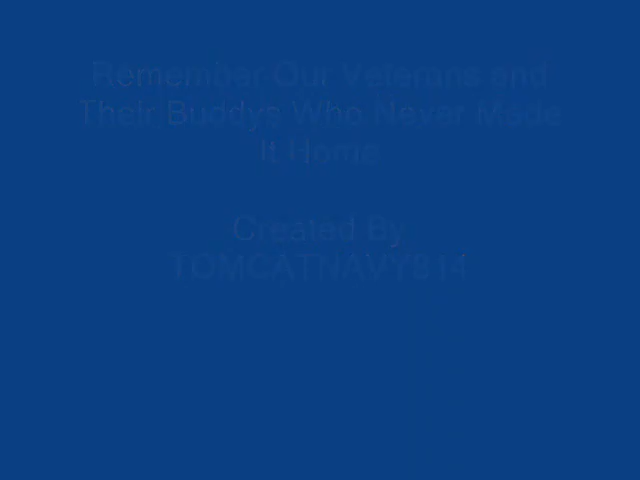 Remember Our Veterans and
Their Buddys Who Never Made
It Home
Created By
TOMCATNAVY814